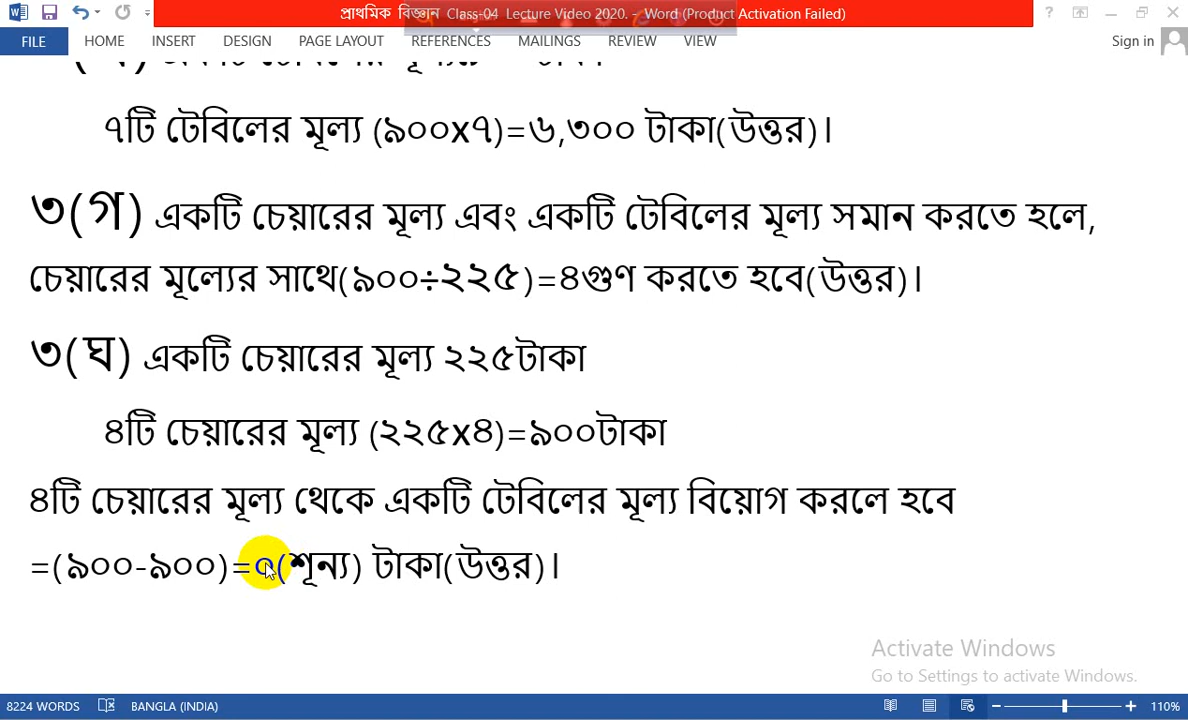 প্রাথমিক বিজ্ঞান Class-04 Lecture Video 2020. - Word (Product Activation Failed)
FILE HOME INSERT DESIGN PAGE LAYOUT REFERENCES MAILINGS REVIEW VIEW Sign in
৭টি টেবিলের মূল্য (৯০০x৭)=৬,৩০০ টাকা(উত্তর)।
৩(গ) একটি চেয়ারের মূল্য এবং একটি টেবিলের মূল্য সমান করতে হলে,
চেয়ারের মূল্যের সাথে(৯০০÷২২৫)=৪গুণ করতে হবে(উত্তর)।
৩(ঘ) একটি চেয়ারের মূল্য ২২৫টাকা
৪টি চেয়ারের মূল্য (২২৫x৪)=৯০০টাকা
৪টি চেয়ারের মূল্য থেকে একটি টেবিলের মূল্য বিয়োগ করলে হবে
=(৯০০-৯০০)=০(শূন্য) টাকা(উত্তর)।
Activate Windows
Go to Settings to activate Windows.
8224 WORDS BANGLA (INDIA) 110%